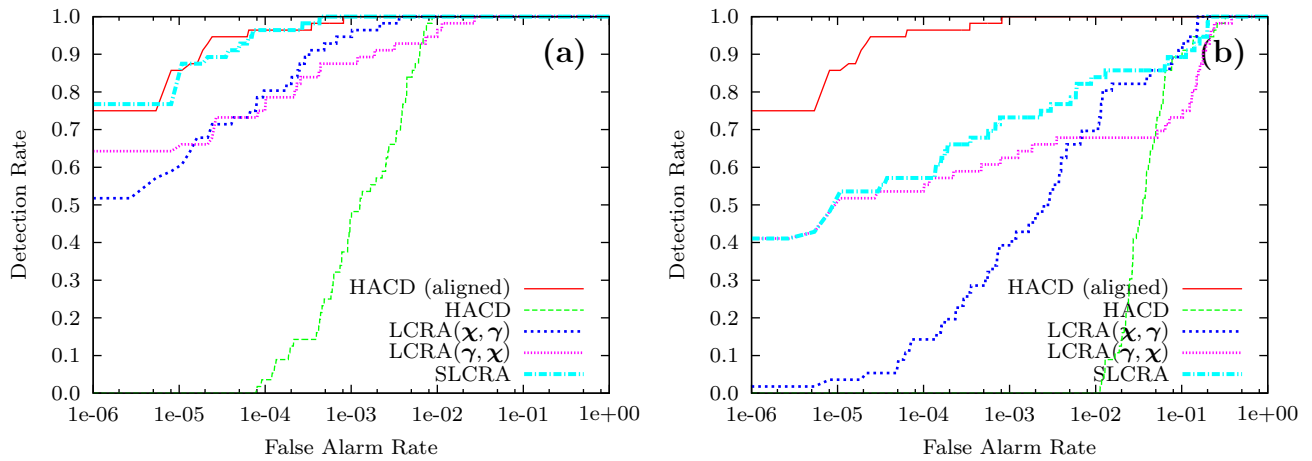 (a)
Detection Rate
1.0
0.9
0.8
0.7
0.6
0.5
0.4
0.3
0.2
0.1
0.0
HACD (aligned)
HACD
LCRA(χ, γ)
LCRA(γ, χ)
SLCRA
1e-06 1e-05 1e-04 1e-03 1e-02 1e-01 1e+00
False Alarm Rate
(b)
Detection Rate
1.0
0.9
0.8
0.7
0.6
0.5
0.4
0.3
0.2
0.1
0.0
HACD (aligned)
HACD
LCRA(χ, γ)
LCRA(γ, χ)
SLCRA
1e-06 1e-05 1e-04 1e-03 1e-02 1e-01 1e+00
False Alarm Rate